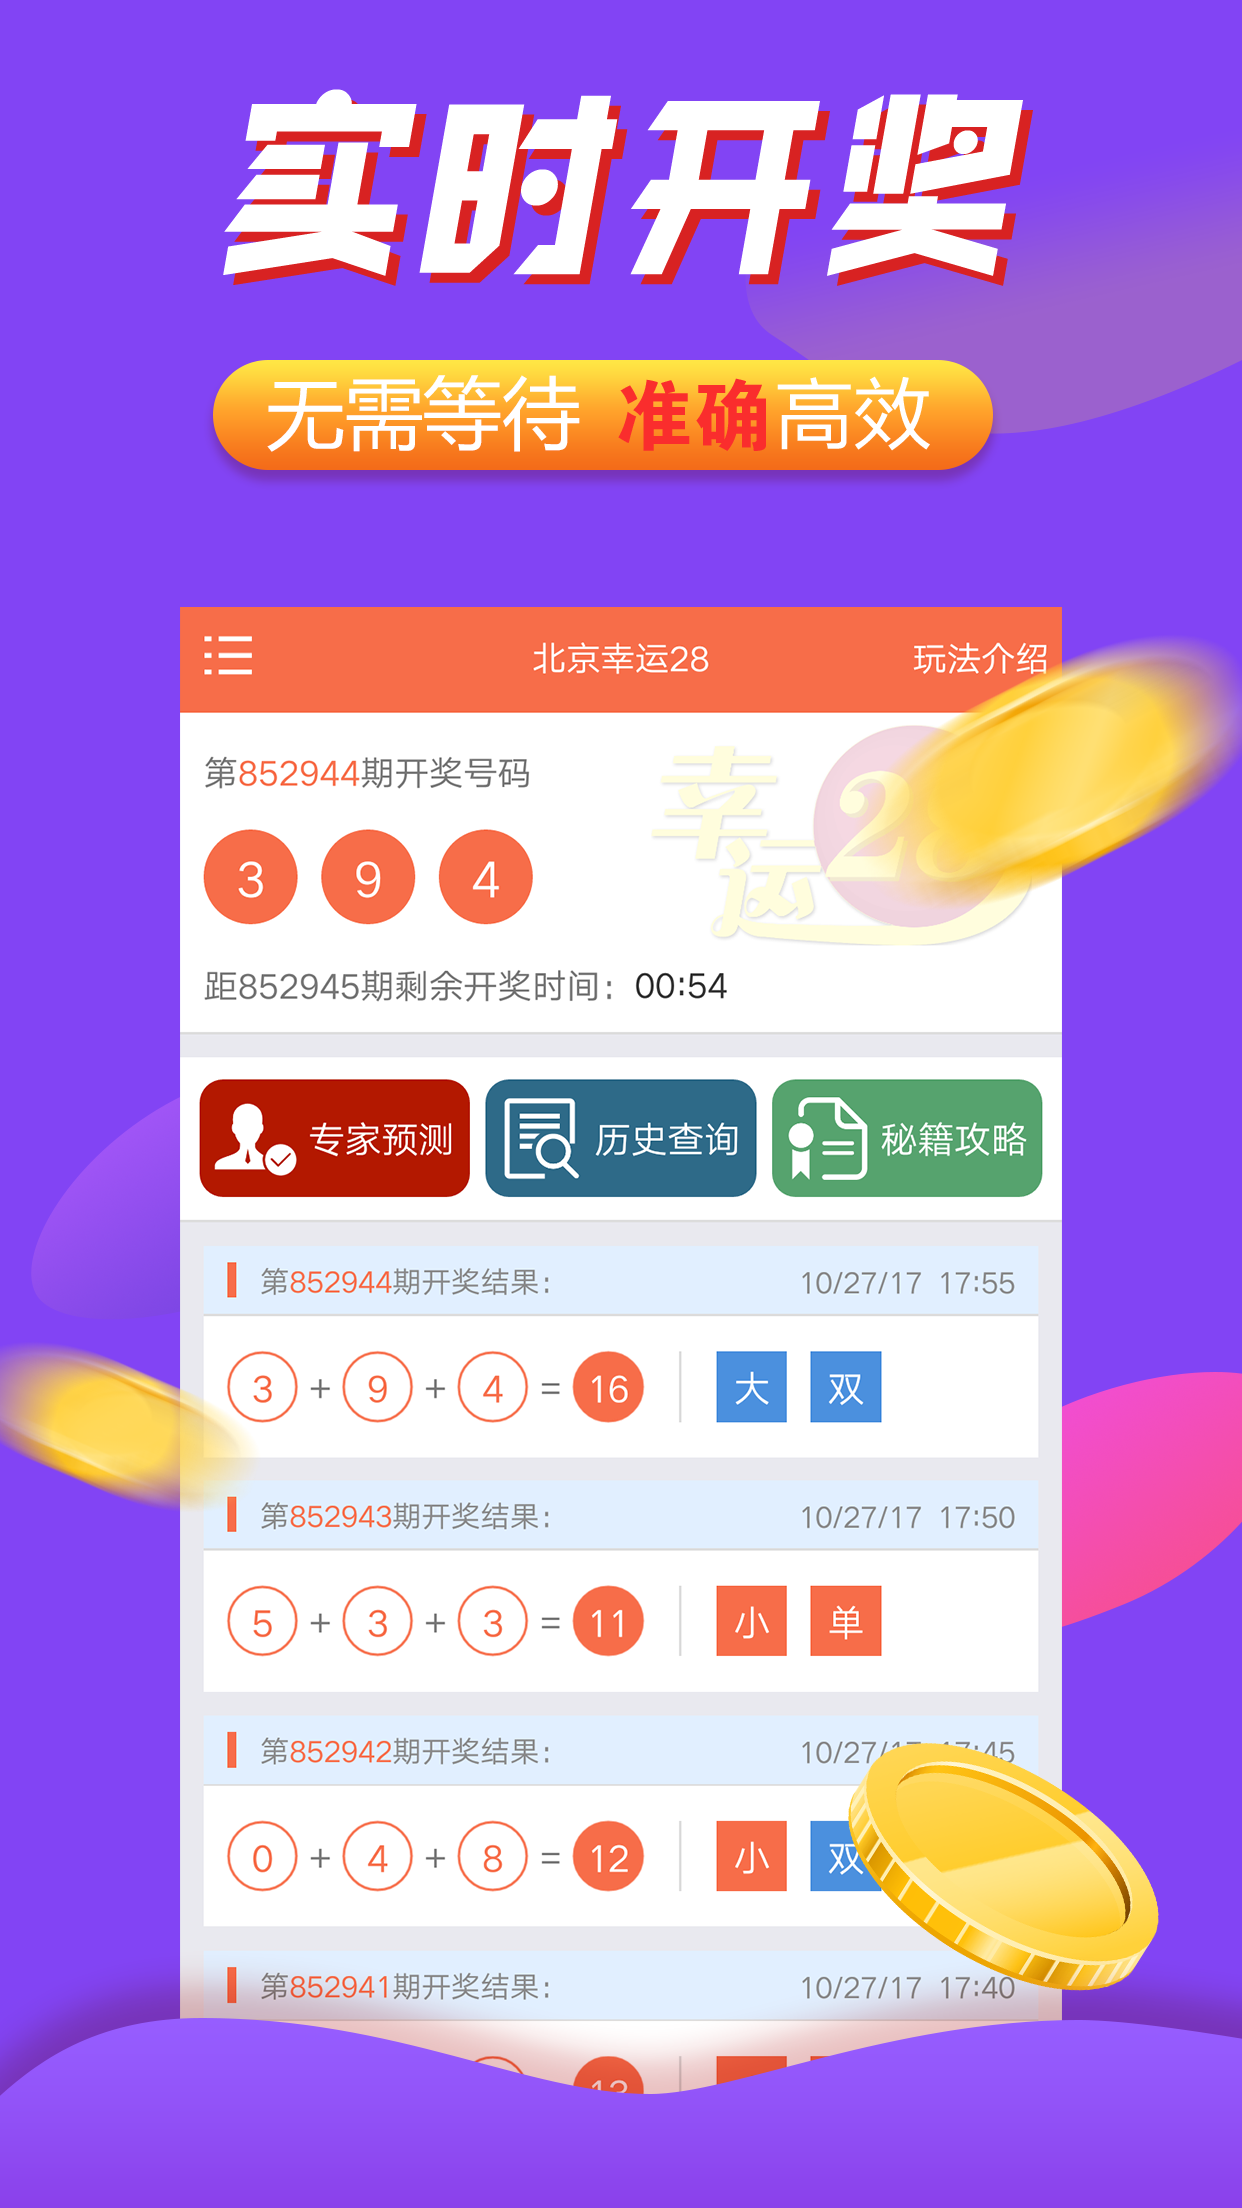 实时开奖
无需等待 准确高效
北京幸运28 玩法介绍
第852944期开奖号码
幸运28
3 9 4
距852945期剩余开奖时间：00:54
专家预测 历史查询 秘籍攻略
第852944期开奖结果： 10/27/17 17:55
3 + 9 + 4 = 16 大 双
第852943期开奖结果： 10/27/17 17:50
5 + 3 + 3 = 11 小 单
第852942期开奖结果： 10/27/17 17:45
0 + 4 + 8 = 12 小 双
第852941期开奖结果： 10/27/17 17:40